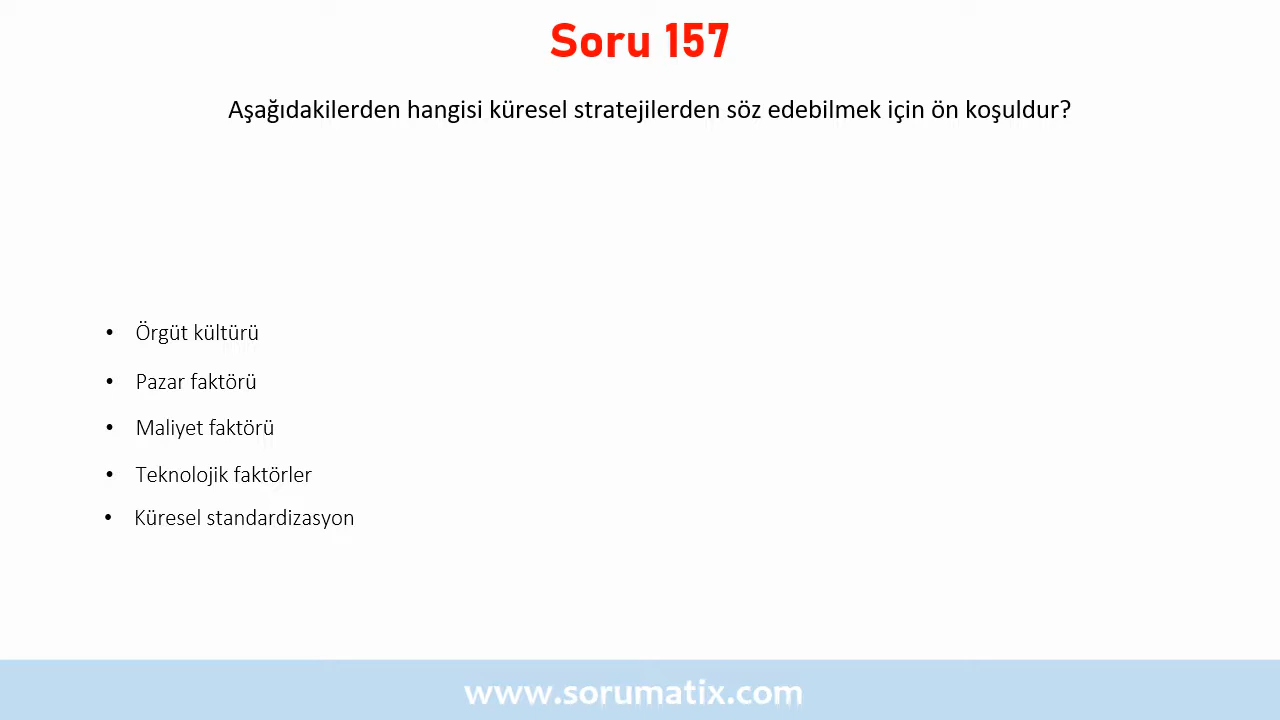 Soru 157
Aşağıdakilerden hangisi küresel stratejilerden söz edebilmek için ön koşuldur?
• Örgüt kültürü
• Pazar faktörü
• Maliyet faktörü
• Teknolojik faktörler
• Küresel standardizasyon
www.sorumatix.com